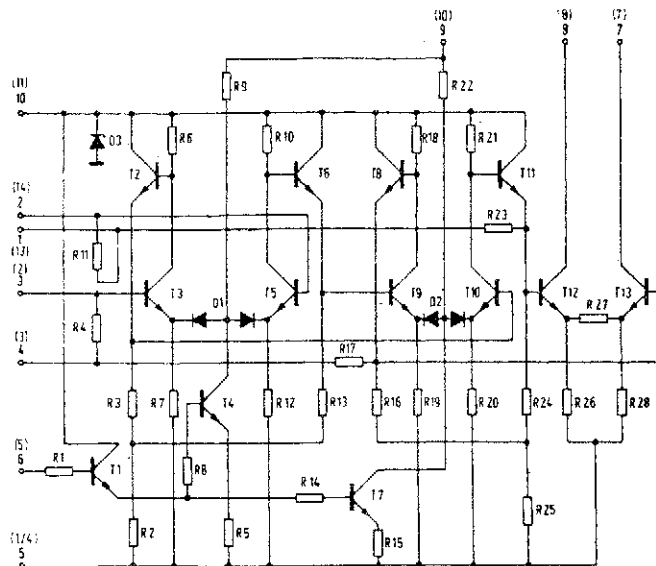 (10)
9
(8)
8
(7)
7
(11)
10
R9
R22
D3
R6
R10
R18
R21
T2
T6
T8
T11
(14)
2
1
(13)
R11
R23
(2)
3
T3
D1
T5
T9
D2
T10
T12
R27
T13
R4
(3)
4
R17
R3
R7
T4
R12
R13
R16
R19
R20
R24
R26
R28
(5)
6
R1
T1
R8
R14
T7
R2
R5
R15
R25
(1/4)
5